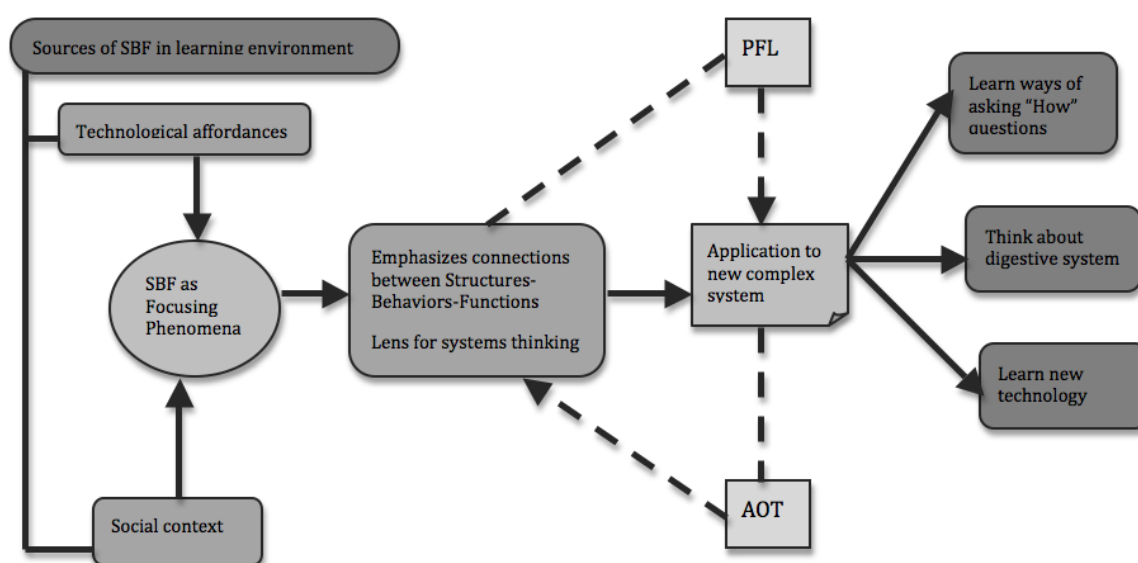 Sources of SBF in learning environment
Technological affordances
SBF as
Focusing
Phenomena
Social context
Emphasizes connections
between Structures-
Behaviors-Functions
Lens for systems thinking
PFL
Application to
new complex
system
AOT
Learn ways of
asking “How”
questions
Think about
digestive system
Learn new
technology